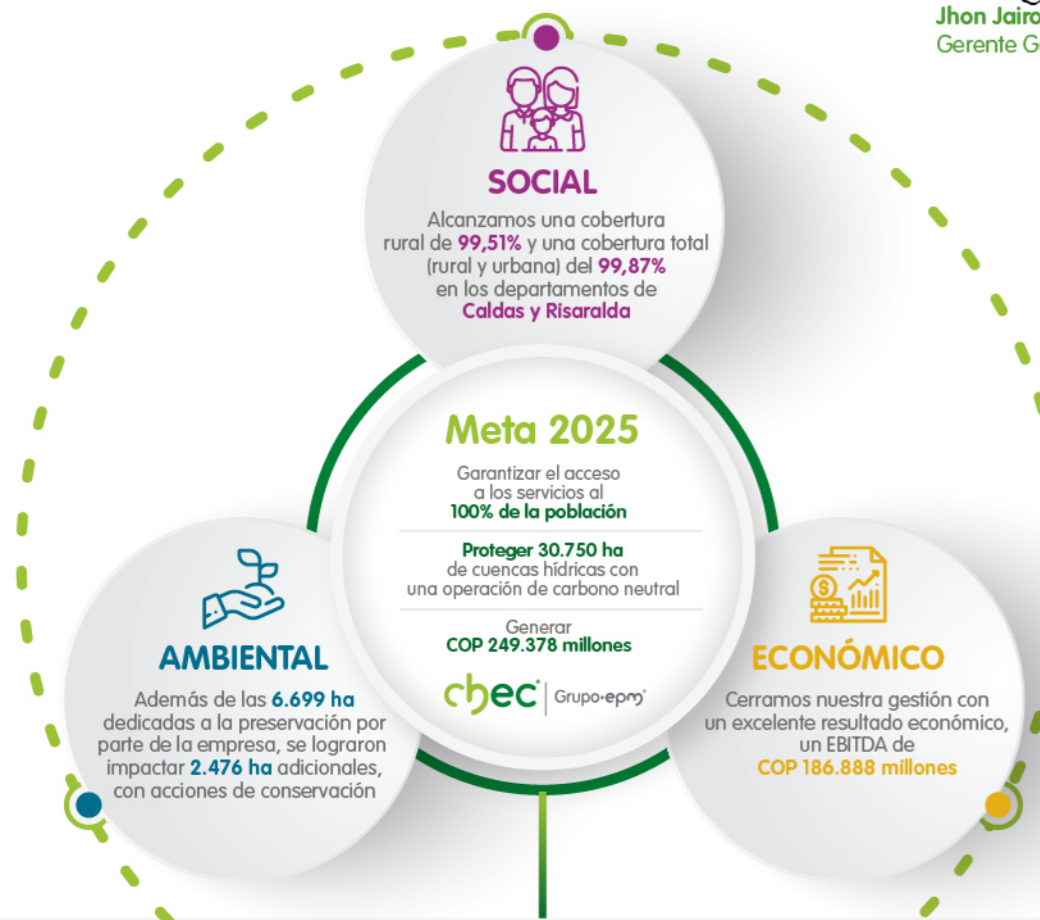 Jhon Jairo
Gerente G
SOCIAL
Alcanzamos una cobertura
rural de 99,51% y una cobertura total
(rural y urbana) del 99,87%
en los departamentos de
Caldas y Risaralda
Meta 2025
Garantizar el acceso
a los servicios al
100% de la población
Proteger 30.750 ha
de cuencas hídricas con
una operación de carbono neutral
Generar
COP 249.378 millones
chec Grupo·epm
AMBIENTAL
Además de las 6.699 ha
dedicadas a la preservación por
parte de la empresa, se lograron
impactar 2.476 ha adicionales,
con acciones de conservación
ECONÓMICO
Cerramos nuestra gestión con
un excelente resultado económico,
un EBITDA de
COP 186.888 millones